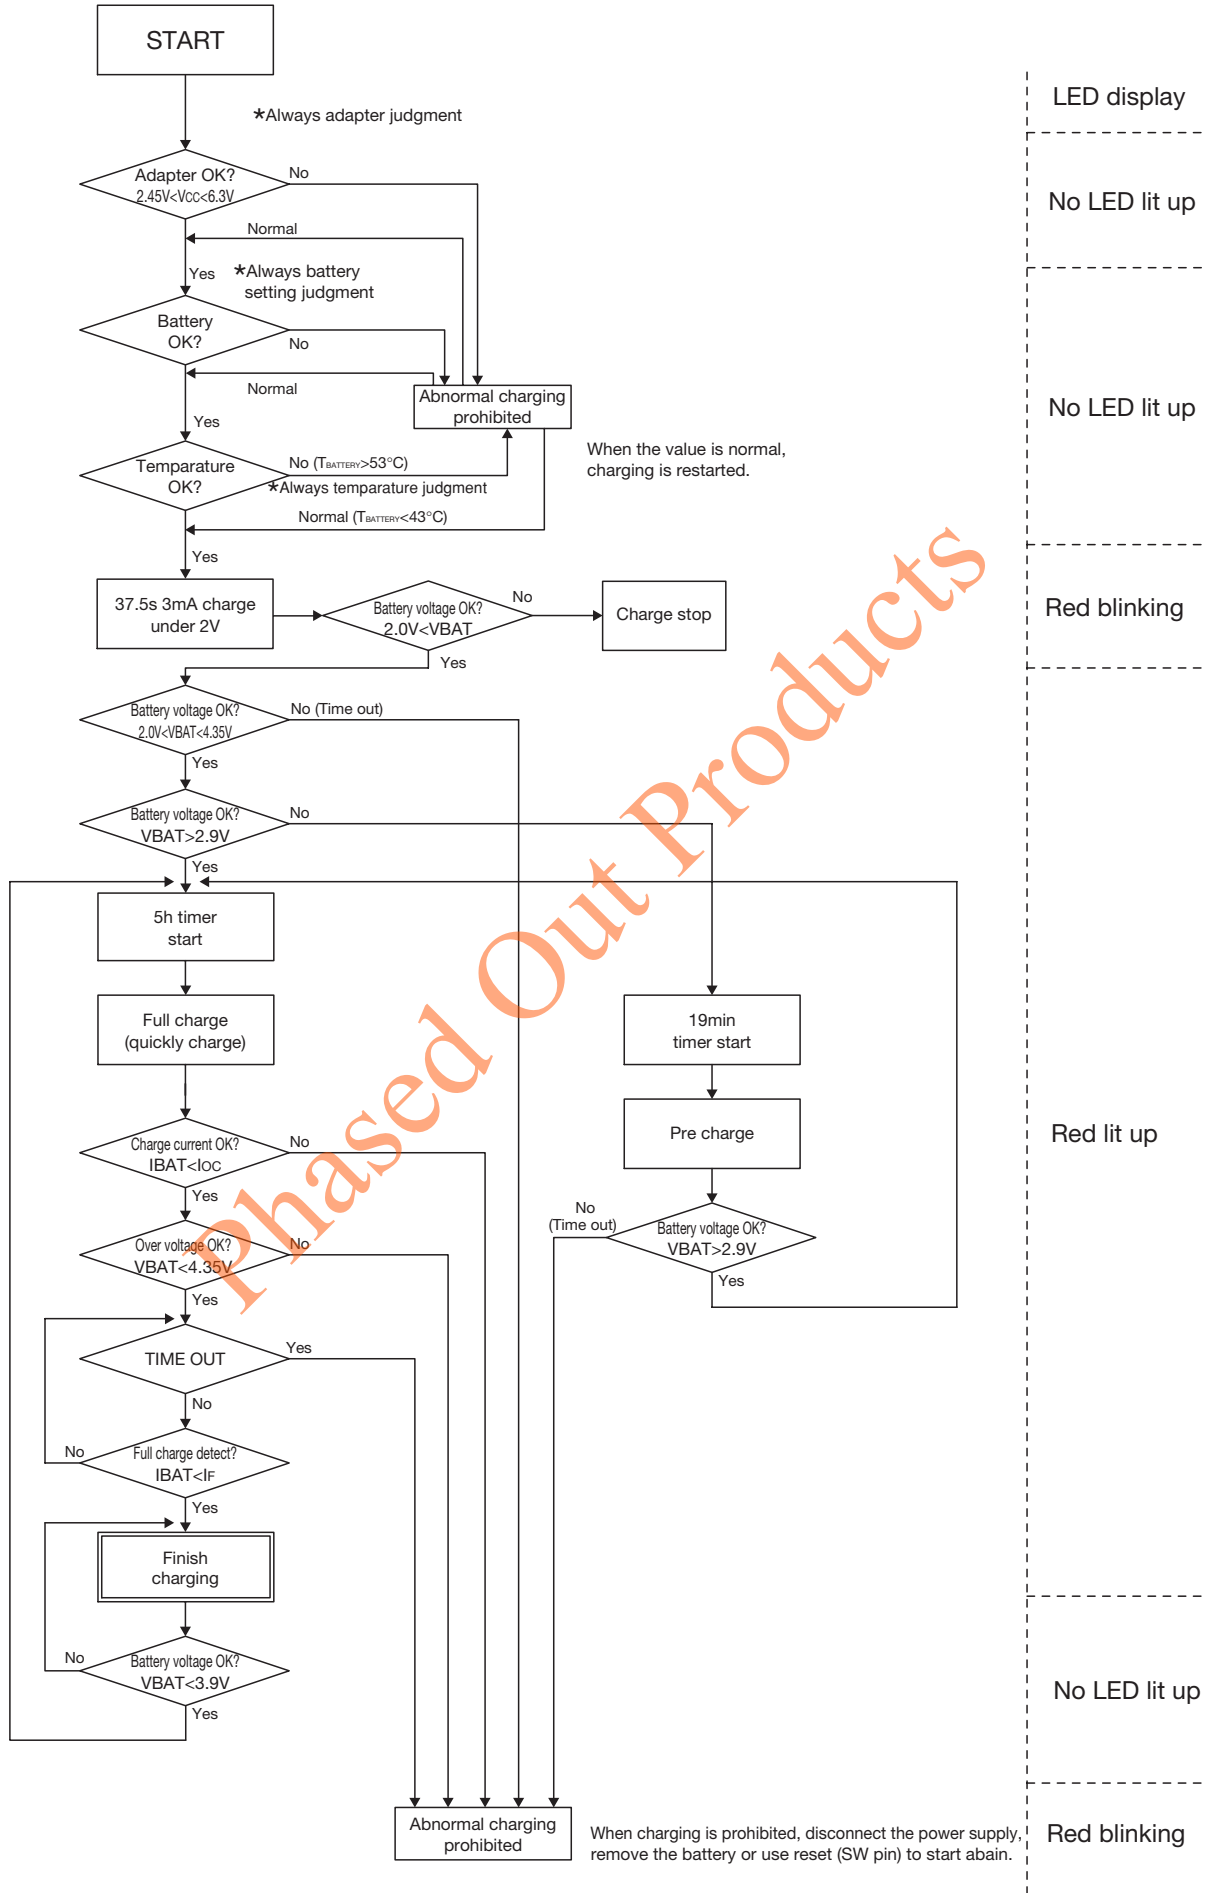 START
LED display
*Always adapter judgment
Adapter OK?
2.45V<VCC<6.3V
No
No LED lit up
Normal
Yes
*Always battery
setting judgment
Battery
OK?
No
Normal
Abnormal charging
prohibited
No LED lit up
Yes
When the value is normal,
charging is restarted.
Temparature
OK?
No (TBATTERY>53°C)
*Always temparature judgment
Normal (TBATTERY<43°C)
Yes
37.5s 3mA charge
under 2V
Battery voltage OK?
2.0V<VBAT
No
Charge stop
Red blinking
Yes
Battery voltage OK?
2.0V<VBAT<4.35V
No (Time out)
Yes
Battery voltage OK?
VBAT>2.9V
No
Yes
5h timer
start
Full charge
(quickly charge)
19min
timer start
Pre charge
Red lit up
Charge current OK?
IBAT<IOC
No
Yes
No
(Time out)
Battery voltage OK?
VBAT>2.9V
Yes
Over voltage OK?
VBAT<4.35V
No
Yes
TIME OUT
Yes
No
Full charge detect?
IBAT<IF
No
Yes
Finish
charging
No
Battery voltage OK?
VBAT<3.9V
Yes
No LED lit up
Abnormal charging
prohibited
When charging is prohibited, disconnect the power supply,
remove the battery or use reset (SW pin) to start abain.
Red blinking
Phased Out Products